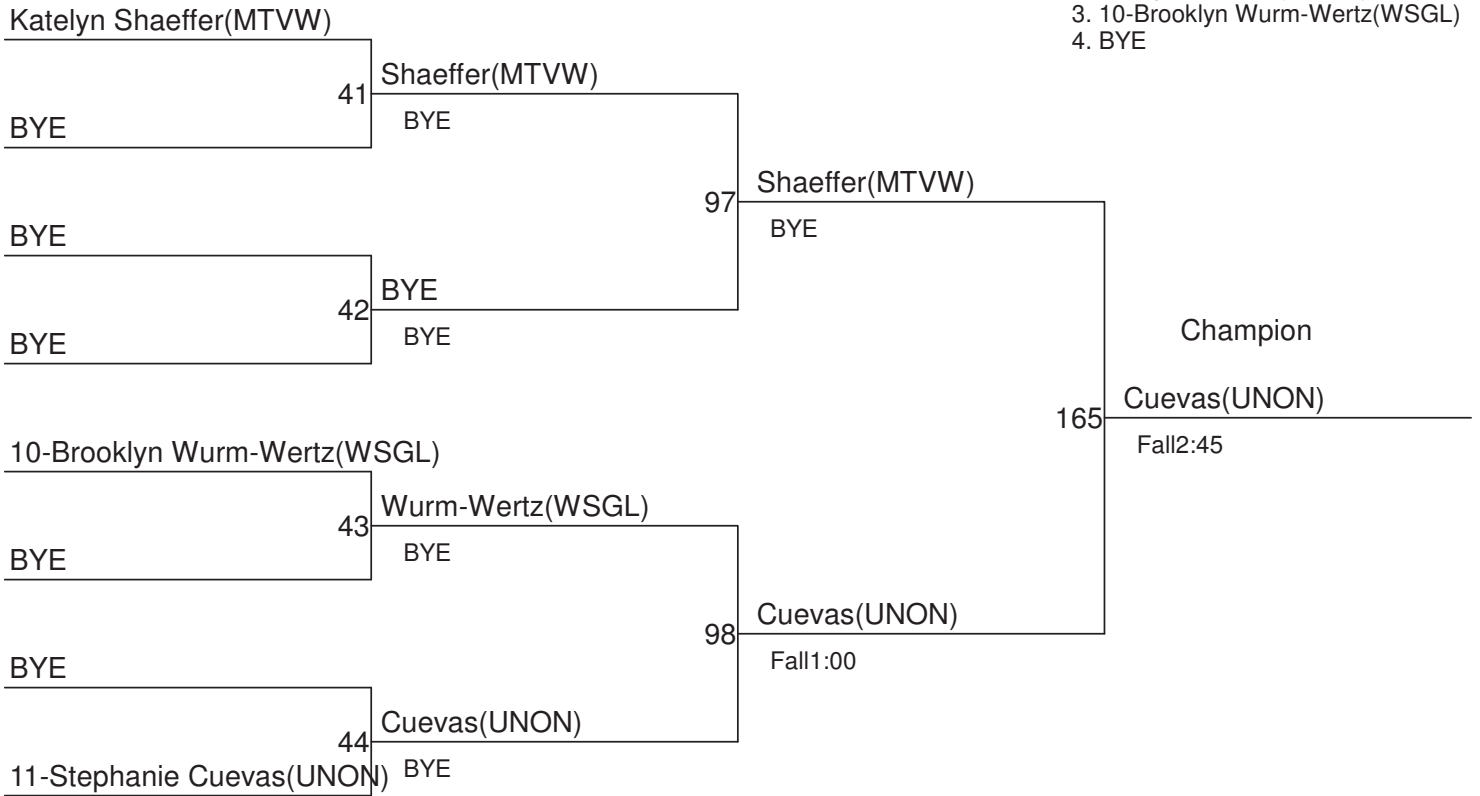 3. 10-Brooklyn Wurm-Wertz(WSGL)
4. BYE
Katelyn Shaeffer(MTVW)
41
Shaeffer(MTVW)
BYE
BYE
97
Shaeffer(MTVW)
BYE
BYE
42
BYE
BYE
BYE
Champion
165
Cuevas(UNON)
Fall2:45
10-Brooklyn Wurm-Wertz(WSGL)
43
Wurm-Wertz(WSGL)
BYE
BYE
98
Cuevas(UNON)
Fall1:00
BYE
44
Cuevas(UNON)
BYE
11-Stephanie Cuevas(UNON)